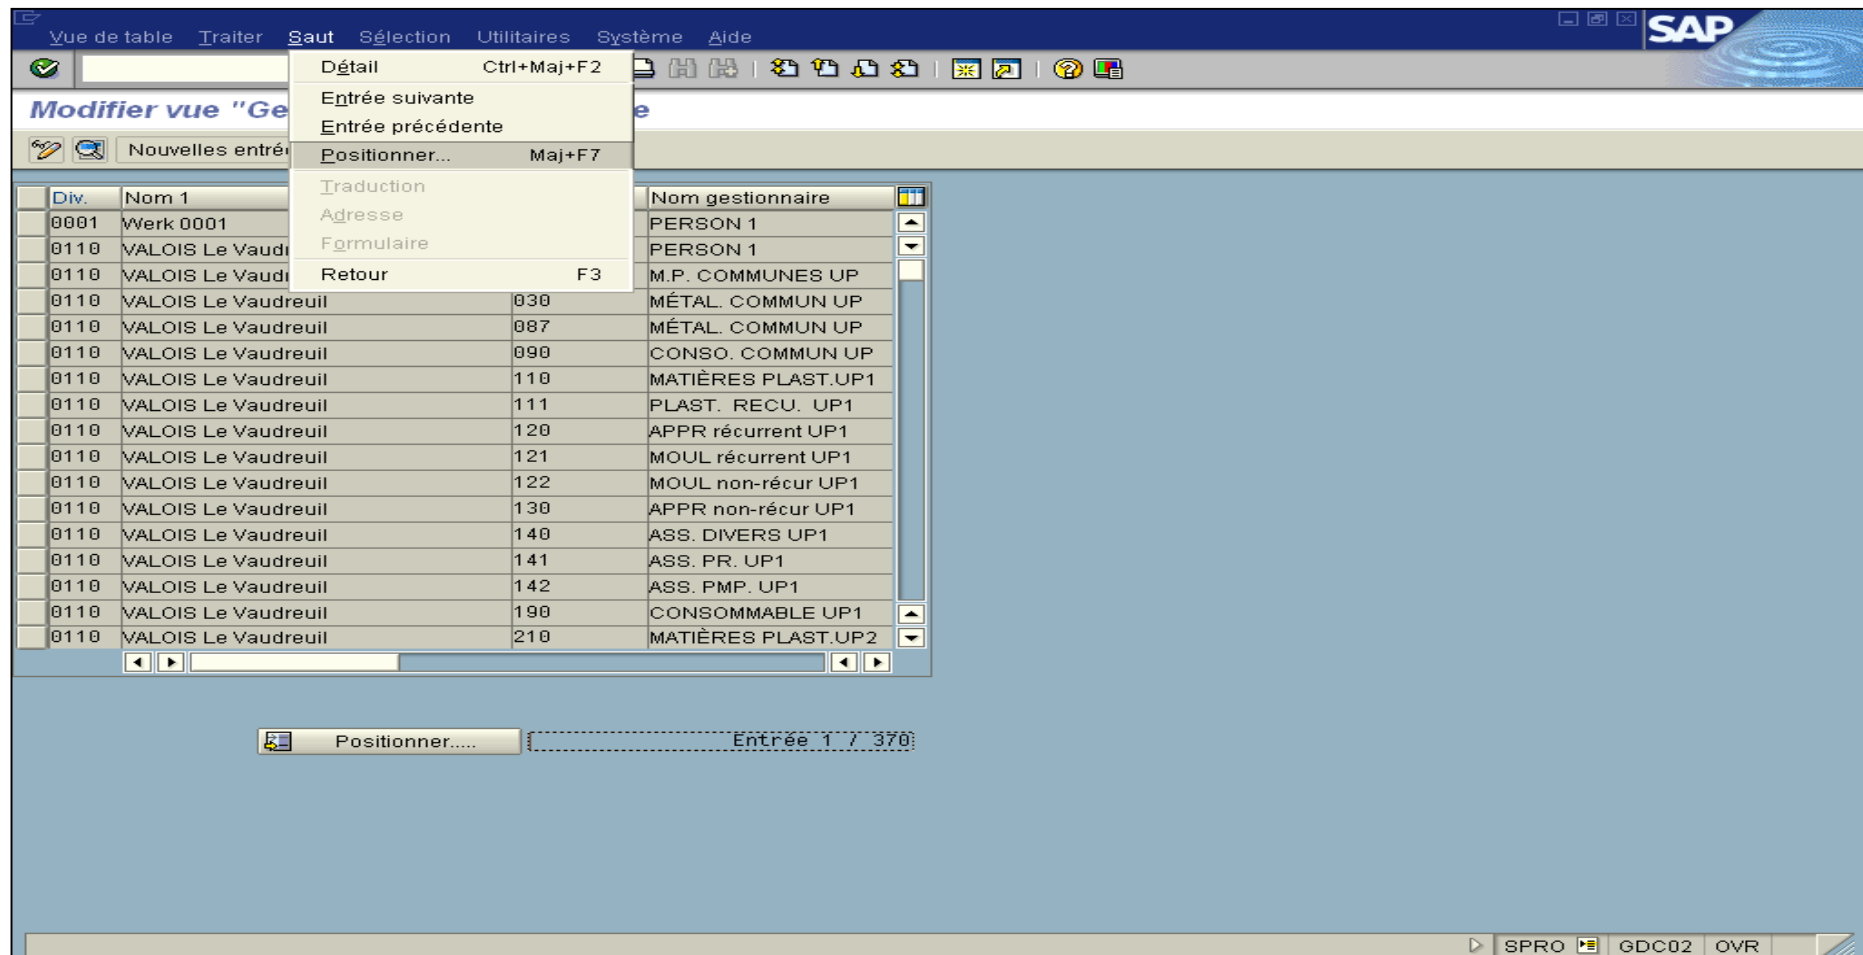 SAP
Vue de table Traiter Saut Sélection Utilitaires Système Aide
Détail Ctrl+Maj+F2
Entrée suivante
Entrée précédente
Positionner... Maj+F7
Traduction
Adresse
Formulaire
Retour F3
Modifier vue "Ge e
Nouvelles entré
Div. Nom 1 Nom gestionnaire
0001 Werk 0001 PERSON 1
0110 VALOIS Le Vaudr PERSON 1
0110 VALOIS Le Vaudr M.P. COMMUNES UP
0110 VALOIS Le Vaudreuil 030 MÉTAL. COMMUN UP
0110 VALOIS Le Vaudreuil 087 MÉTAL. COMMUN UP
0110 VALOIS Le Vaudreuil 090 CONSO. COMMUN UP
0110 VALOIS Le Vaudreuil 110 MATIÈRES PLAST.UP1
0110 VALOIS Le Vaudreuil 111 PLAST. RECU. UP1
0110 VALOIS Le Vaudreuil 120 APPR récurrent UP1
0110 VALOIS Le Vaudreuil 121 MOUL récurrent UP1
0110 VALOIS Le Vaudreuil 122 MOUL non-récur UP1
0110 VALOIS Le Vaudreuil 130 APPR non-récur UP1
0110 VALOIS Le Vaudreuil 140 ASS. DIVERS UP1
0110 VALOIS Le Vaudreuil 141 ASS. PR. UP1
0110 VALOIS Le Vaudreuil 142 ASS. PMP. UP1
0110 VALOIS Le Vaudreuil 190 CONSOMMABLE UP1
0110 VALOIS Le Vaudreuil 210 MATIÈRES PLAST.UP2
Positionner..... Entrée 1 / 370
SPRO GDC02 OVR